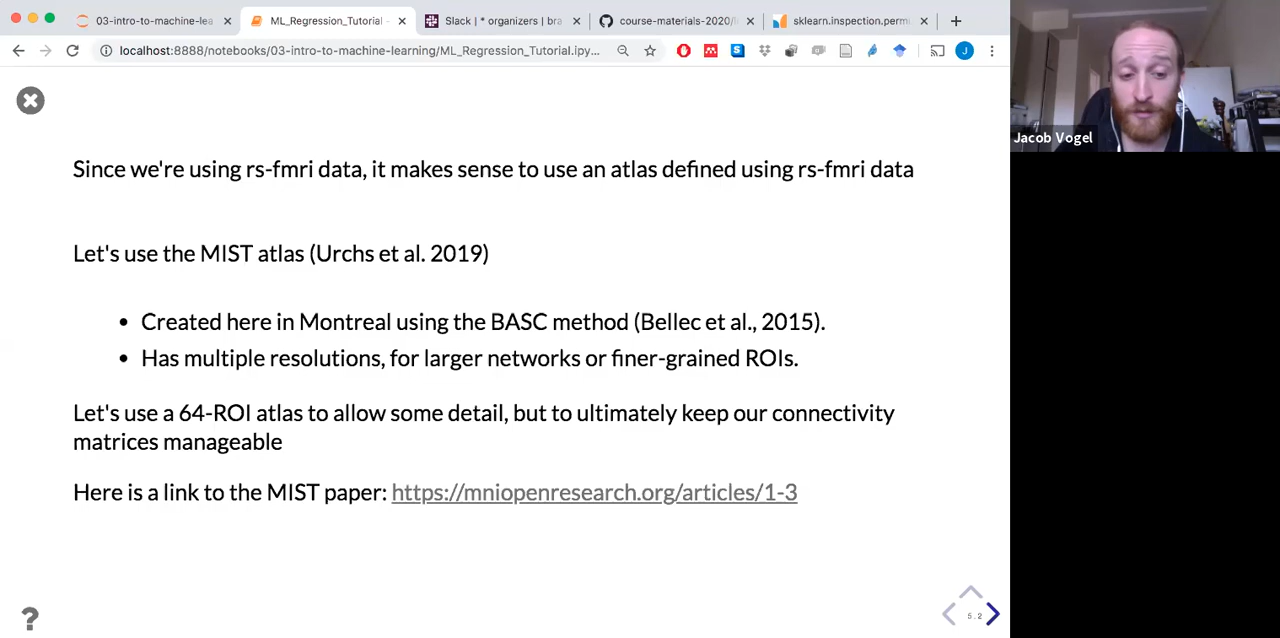 03-intro-to-machine-lea
ML_Regression_Tutorial -
Slack | * organizers | bra
course-materials-2020/
sklearn.inspection.perm
localhost:8888/notebooks/03-intro-to-machine-learning/ML_Regression_Tutorial.ipy...
J
Jacob Vogel
Since we're using rs-fmri data, it makes sense to use an atlas defined using rs-fmri data
Let's use the MIST atlas (Urchs et al. 2019)
• Created here in Montreal using the BASC method (Bellec et al., 2015).
• Has multiple resolutions, for larger networks or finer-grained ROIs.
Let's use a 64-ROI atlas to allow some detail, but to ultimately keep our connectivity
matrices manageable
Here is a link to the MIST paper: https://mniopenresearch.org/articles/1-3
?
5.2